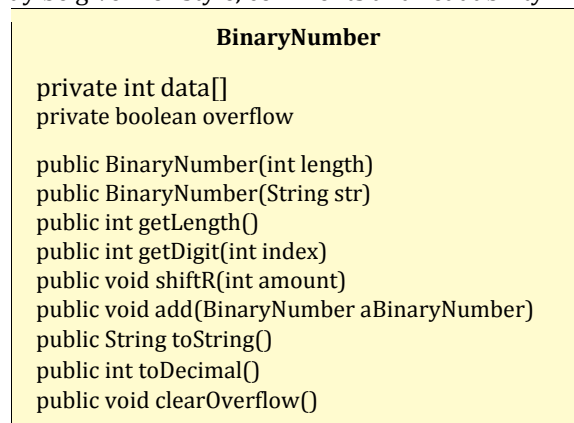 BinaryNumber
private int data[]
private boolean overflow
public BinaryNumber(int length)
public BinaryNumber(String str)
public int getLength()
public int getDigit(int index)
public void shiftR(int amount)
public void add(BinaryNumber aBinaryNumber)
public String toString()
public int toDecimal()
public void clearOverflow()